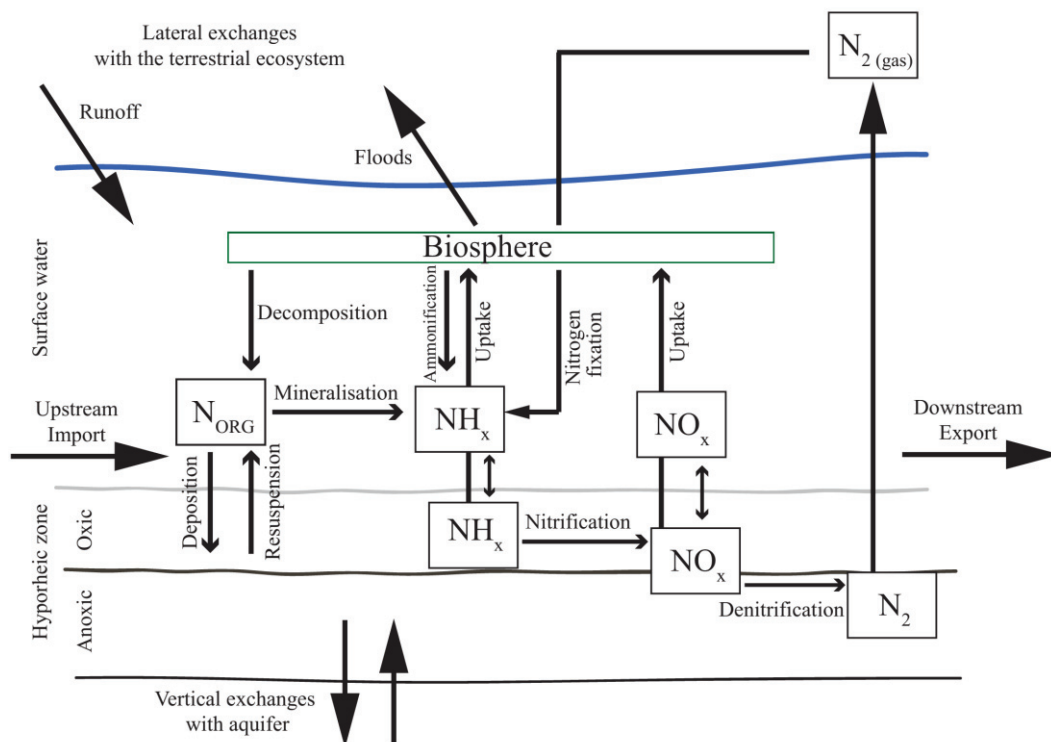 Lateral exchanges
with the terrestrial ecosystem
N2 (gas)
Runoff
Floods
Biosphere
Surface water
Decomposition
Ammonification
Uptake
Nitrogen
fixation
Uptake
Upstream
Import
NORG
Mineralisation
NHx
NOx
Downstream
Export
Deposition
Resuspension
Hyporheic zone
Oxic
NHx
Nitrification
NOx
Anoxic
Denitrification
N2
Vertical exchanges
with aquifer